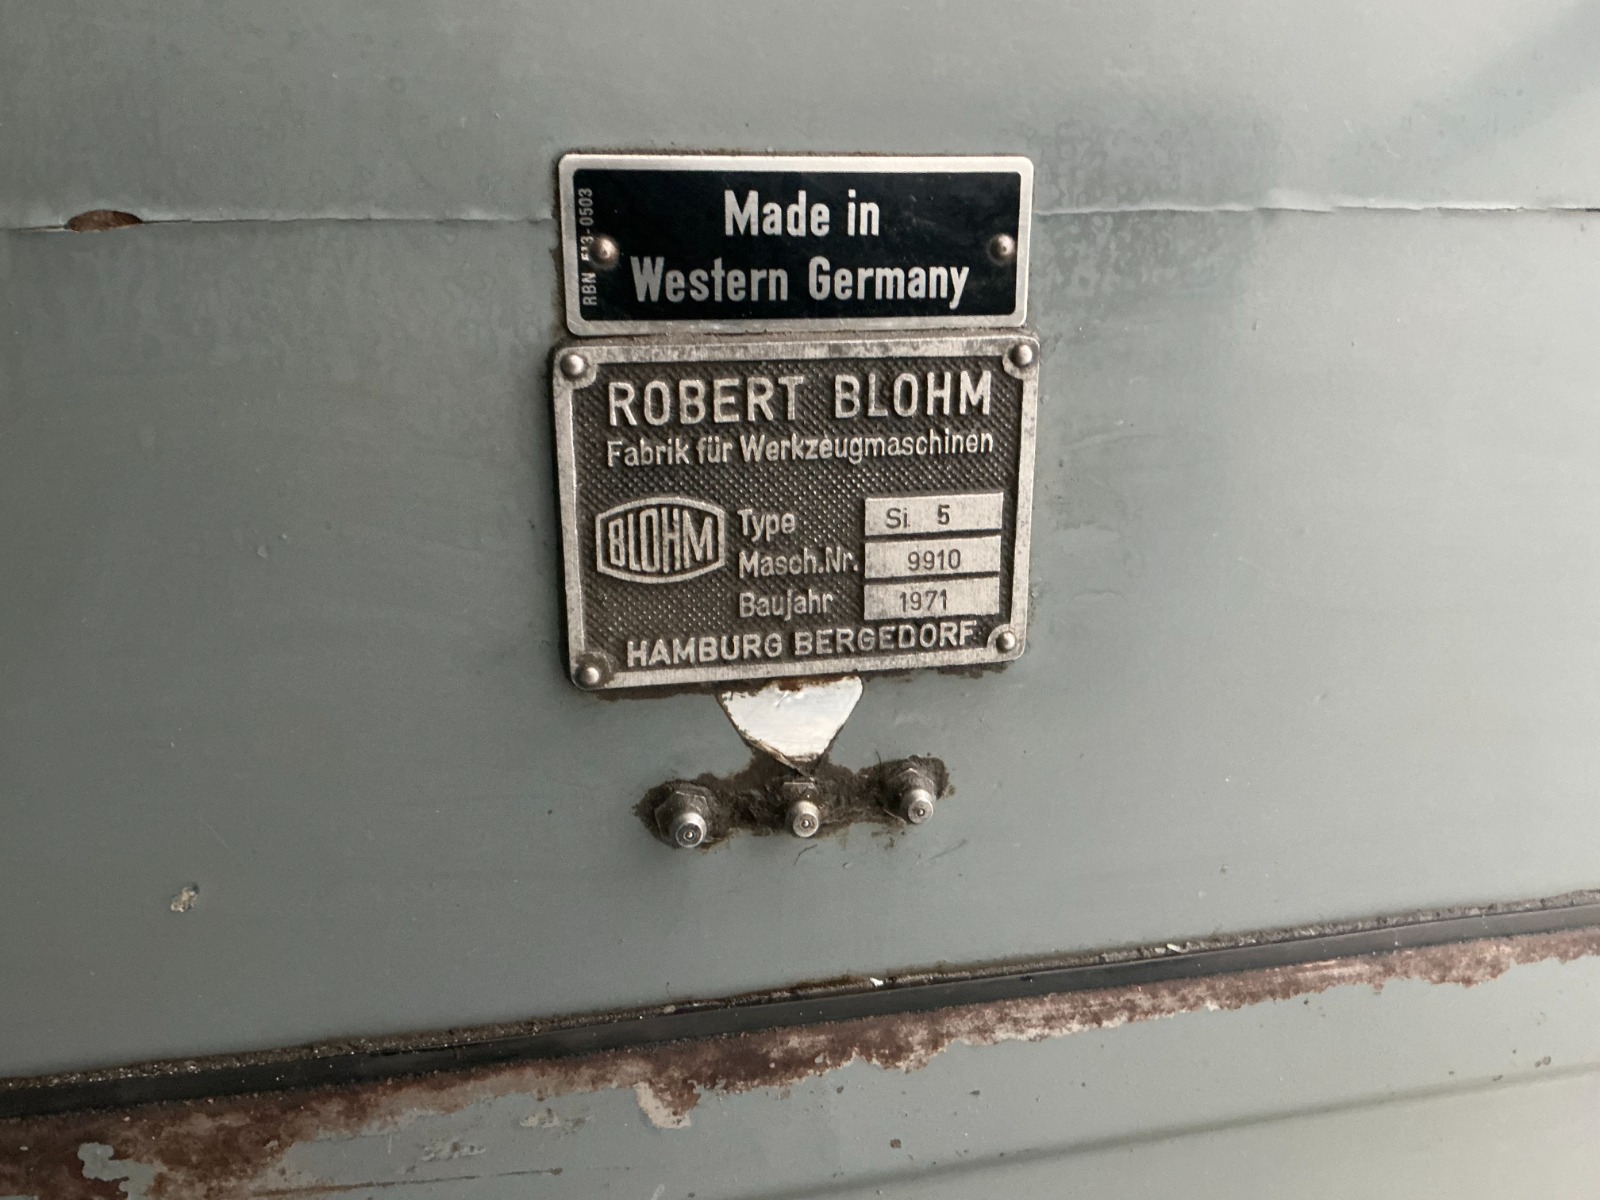 Made in
Western Germany
RBN 513-0503
ROBERT BLOHM
Fabrik für Werkzeugmaschinen
BLOHM
Type Si 5
Masch.Nr. 9910
Baujahr 1971
HAMBURG BERGEDORF